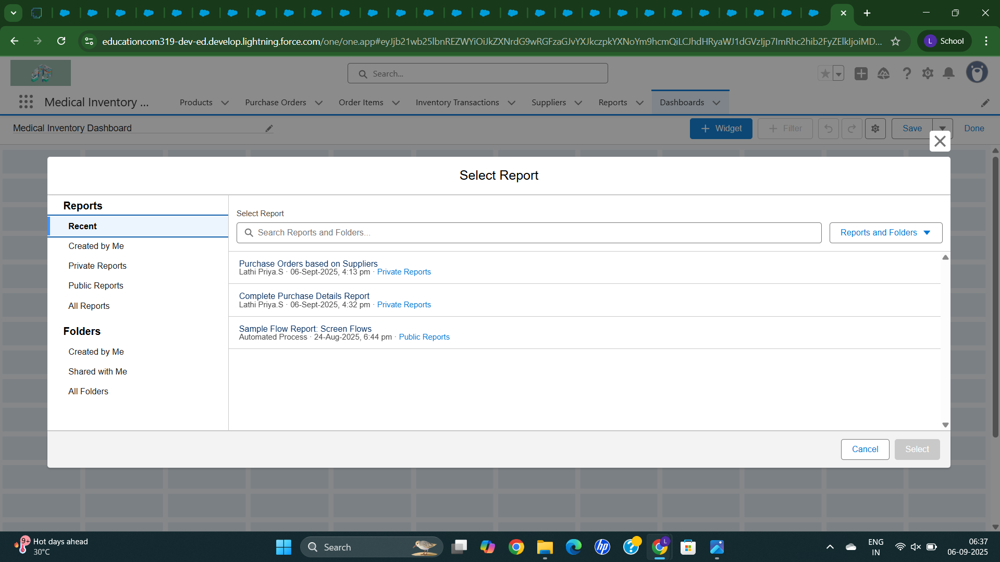 educationcom319-dev-ed.develop.lightning.force.com/one/one.app#eyJjb21wb25lbnREZWYiOiJkZXNrdG9wRGFzaGJvYXJkczpkYXNoYm9hcmQiLCJhdHRyaWJ1dGVzIjp7ImRhc2hib2FyZElkIjoiMD...
L School
Search...
Medical Inventory ...
Products
Purchase Orders
Order Items
Inventory Transactions
Suppliers
Reports
Dashboards
Medical Inventory Dashboard
+ Widget
+ Filter
Save
Done
Select Report
Reports
Recent
Created by Me
Private Reports
Public Reports
All Reports
Folders
Created by Me
Shared with Me
All Folders
Select Report
Search Reports and Folders...
Reports and Folders
Purchase Orders based on Suppliers
Lathi Priya.S · 06-Sept-2025, 4:13 pm · Private Reports
Complete Purchase Details Report
Lathi Priya.S · 06-Sept-2025, 4:32 pm · Private Reports
Sample Flow Report: Screen Flows
Automated Process · 24-Aug-2025, 6:44 pm · Public Reports
Cancel
Select
9+
Hot days ahead
30°C
Search
hp
L
ENG
IN
06:37
06-09-2025